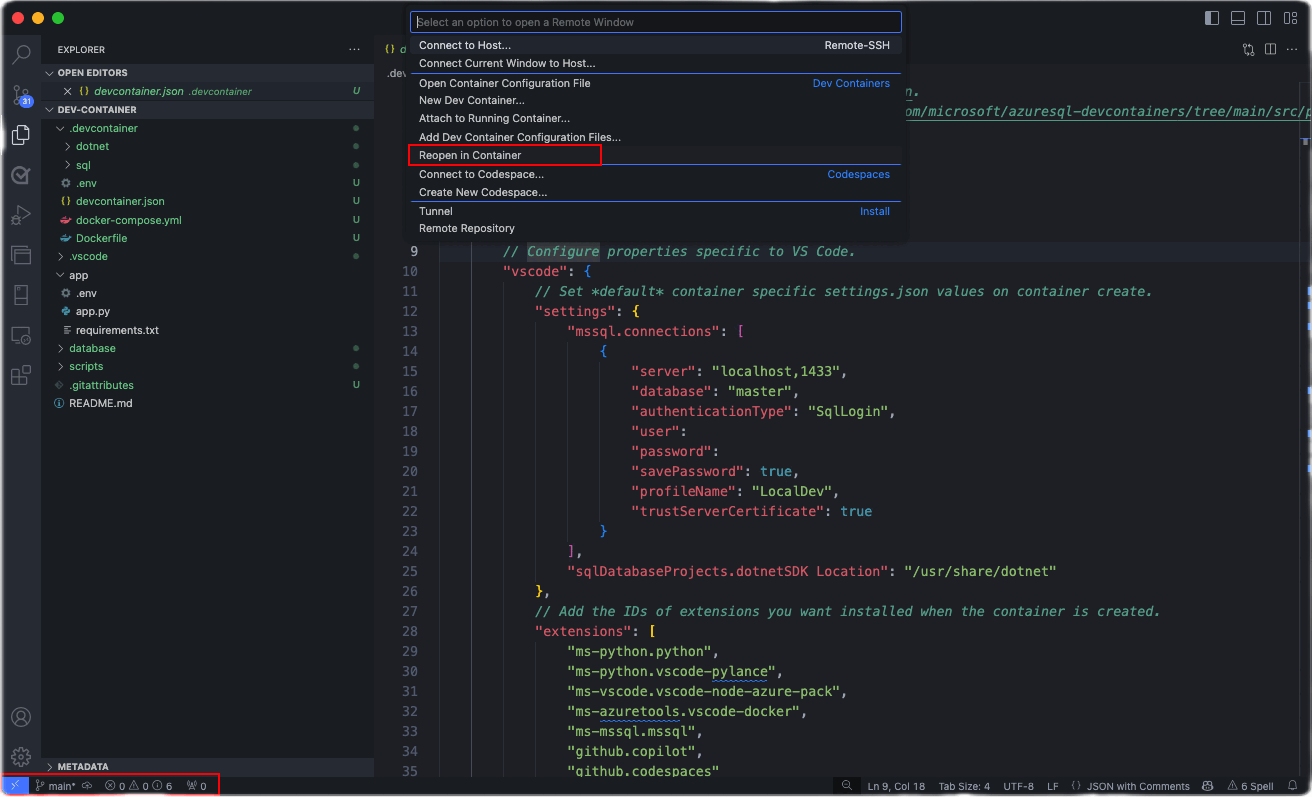 Select an option to open a Remote Window
Connect to Host... Remote-SSH
Connect Current Window to Host...
Open Container Configuration File Dev Containers
New Dev Container...
Attach to Running Container...
Add Dev Container Configuration Files...
Reopen in Container
Connect to Codespace... Codespaces
Create New Codespace...
Tunnel Install
Remote Repository
EXPLORER ...
OPEN EDITORS
{} devcontainer.json .devcontainer U
DEV-CONTAINER
.devcontainer
dotnet
sql
.env U
{} devcontainer.json U
docker-compose.yml U
Dockerfile U
.vscode
app
.env
app.py
requirements.txt
database
scripts
.gitattributes U
README.md
METADATA
31
{} d
.dev
n.
om/microsoft/azuresql-devcontainers/tree/main/src/p
9 // Configure properties specific to VS Code.
10 "vscode": {
11 // Set *default* container specific settings.json values on container create.
12 "settings": {
13 "mssql.connections": [
14 {
15 "server": "localhost,1433",
16 "database": "master",
17 "authenticationType": "SqlLogin",
18 "user":
19 "password":
20 "savePassword": true,
21 "profileName": "LocalDev",
22 "trustServerCertificate": true
23 }
24 ],
25 "sqlDatabaseProjects.dotnetSDK Location": "/usr/share/dotnet"
26 },
27 // Add the IDs of extensions you want installed when the container is created.
28 "extensions": [
29 "ms-python.python",
30 "ms-python.vscode-pylance",
31 "ms-vscode.vscode-node-azure-pack",
32 "ms-azuretools.vscode-docker",
33 "ms-mssql.mssql",
34 "github.copilot",
35 "github.codespaces"
main* 0 0 6 0
Ln 9, Col 18 Tab Size: 4 UTF-8 LF {} JSON with Comments 6 Spell